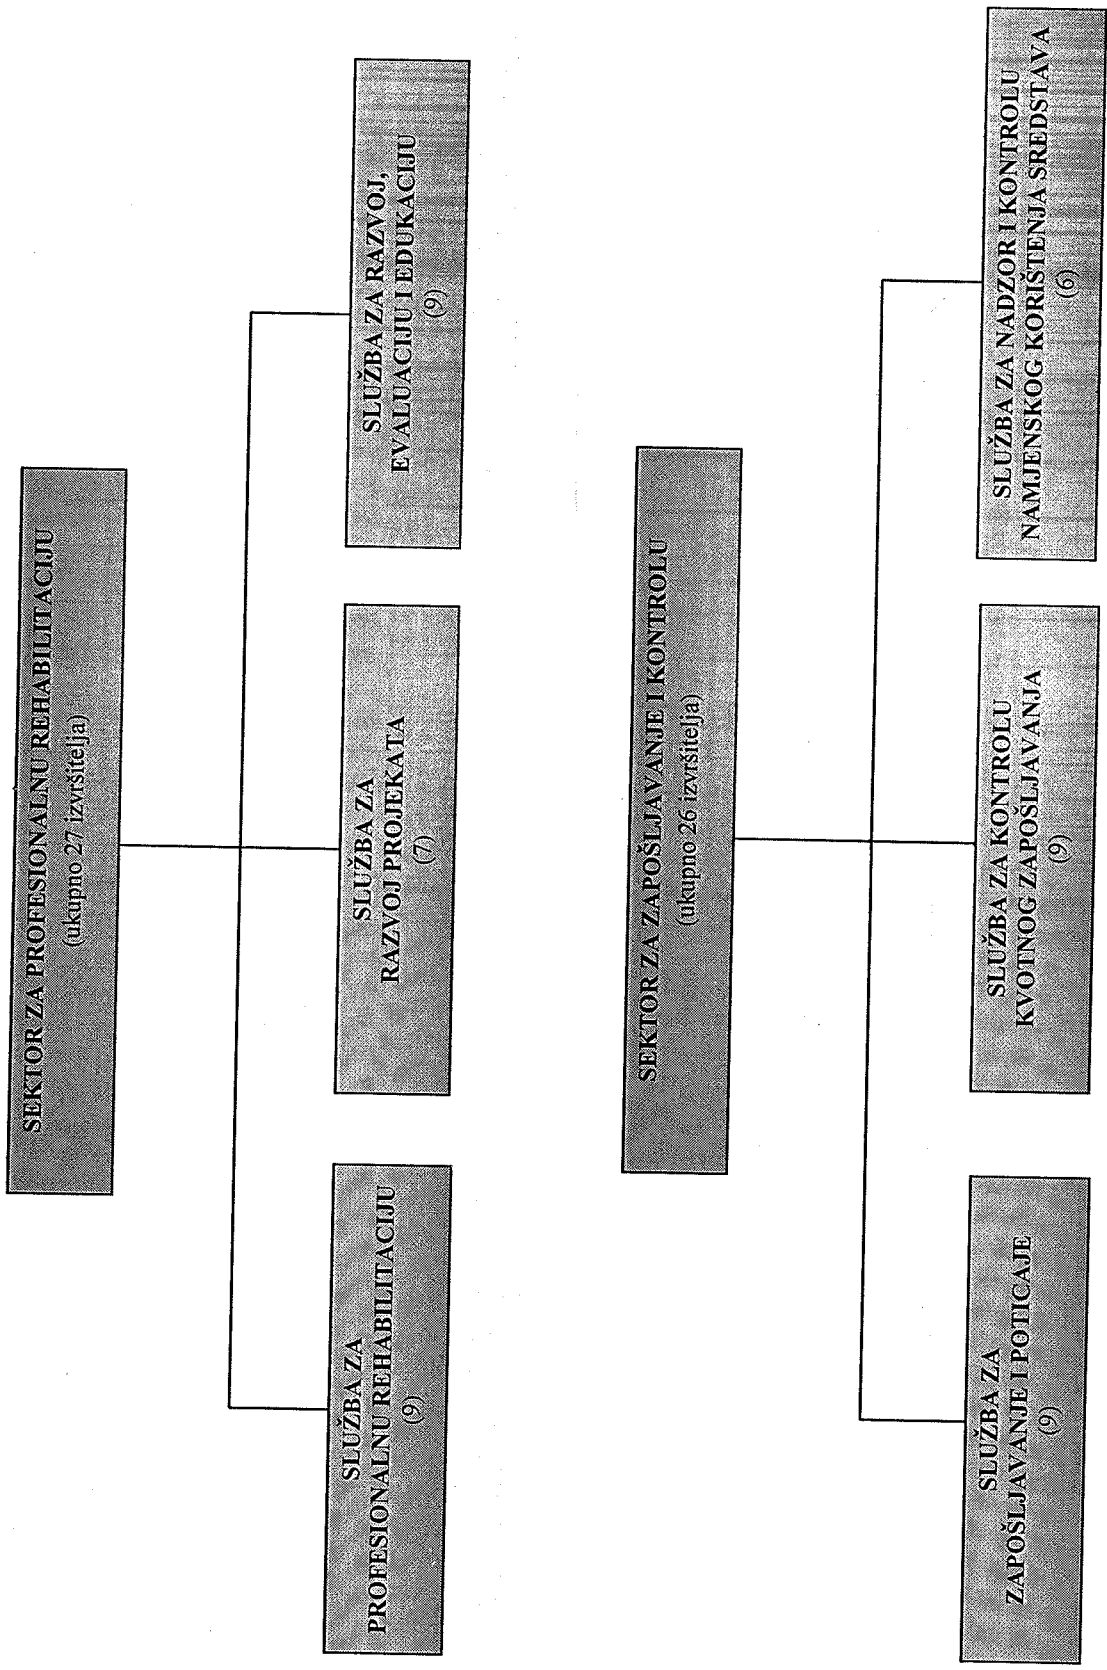 SEKTOR ZA PROFESIONALNU REHABILITACIJU
(ukupno 27 izvršitelja)
SLUŽBA ZA
PROFESIONALNU REHABILITACIJU
(9)
SLUŽBA ZA
RAZVOJ PROJEKATA
(7)
SLUŽBA ZA RAZVOJ,
EVALUACIJU I EDUKACIJU
(9)
SEKTOR ZA ZAPOŠLJAVANJE I KONTROLU
(ukupno 26 izvršitelja)
SLUŽBA ZA
ZAPOŠLJAVANJE I POTICAJE
(9)
SLUŽBA ZA KONTROLU
KVOTNOG ZAPOŠLJAVANJA
(9)
SLUŽBA ZA NADZOR I KONTROLU
NAMJENSKOG KORIŠTENJA SREDSTAVA
(6)